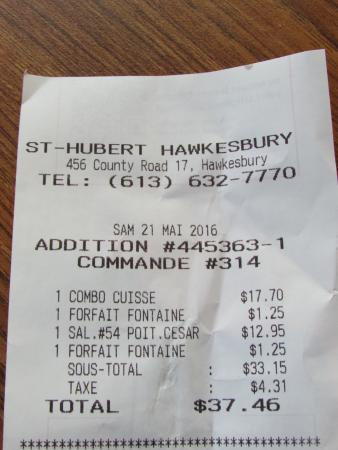 ST-HUBERT HAWKESBURY
456 County Road 17, Hawkesbury
TEL: (613) 632-7770
SAM 21 MAI 2016
ADDITION #445363-1
COMMANDE #314
1 COMBO CUISSE $17.70
1 FORFAIT FONTAINE $1.25
1 SAL.#54 POIT.CESAR $12.95
1 FORFAIT FONTAINE $1.25
SOUS-TOTAL : $33.15
TAXE : $4.31
TOTAL $37.46
****************************************